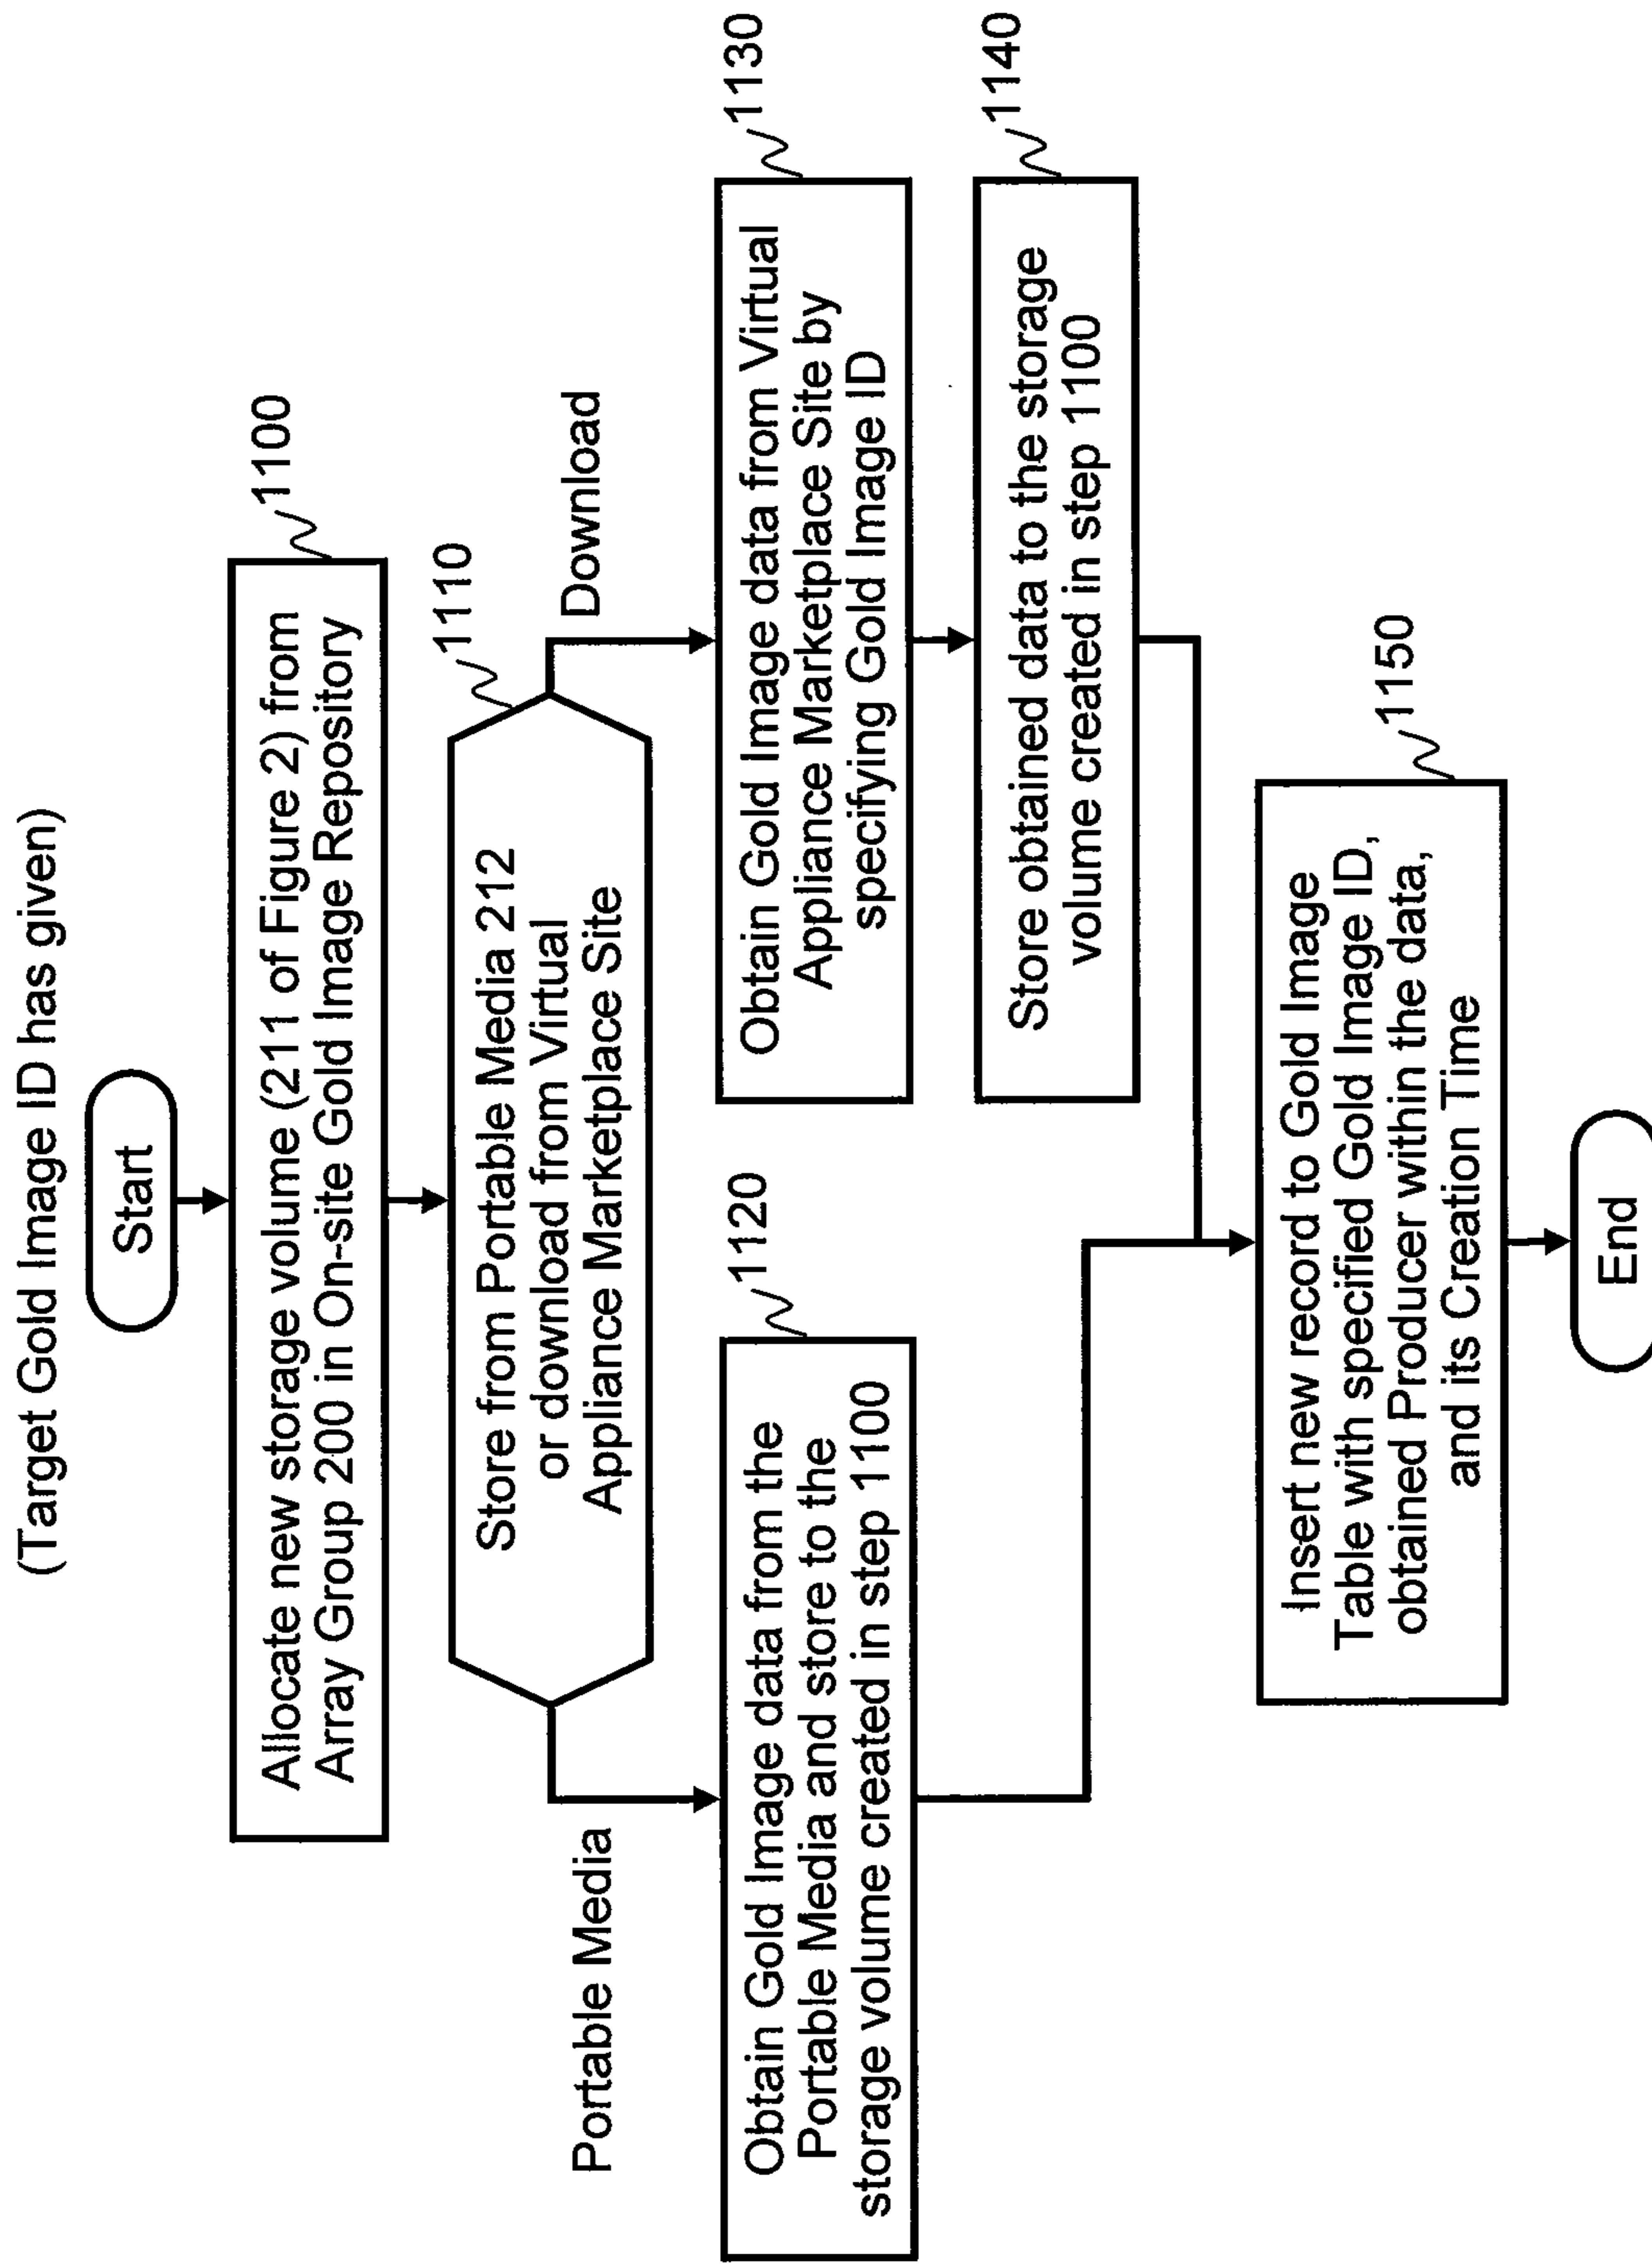 (Target Gold Image ID has given)
Start
1100
Allocate new storage volume (211 of Figure 2) from
Array Group 200 in On-site Gold Image Repository
1110
Store from Portable Media 212
or download from Virtual
Appliance Marketplace Site
Portable Media
Download
1120
Obtain Gold Image data from the
Portable Media and store to the
storage volume created in step 1100
1130
Obtain Gold Image data from Virtual
Appliance Marketplace Site by
specifying Gold Image ID
1140
Store obtained data to the storage
volume created in step 1100
1150
Insert new record to Gold Image
Table with specified Gold Image ID,
obtained Producer within the data,
and its Creation Time
End